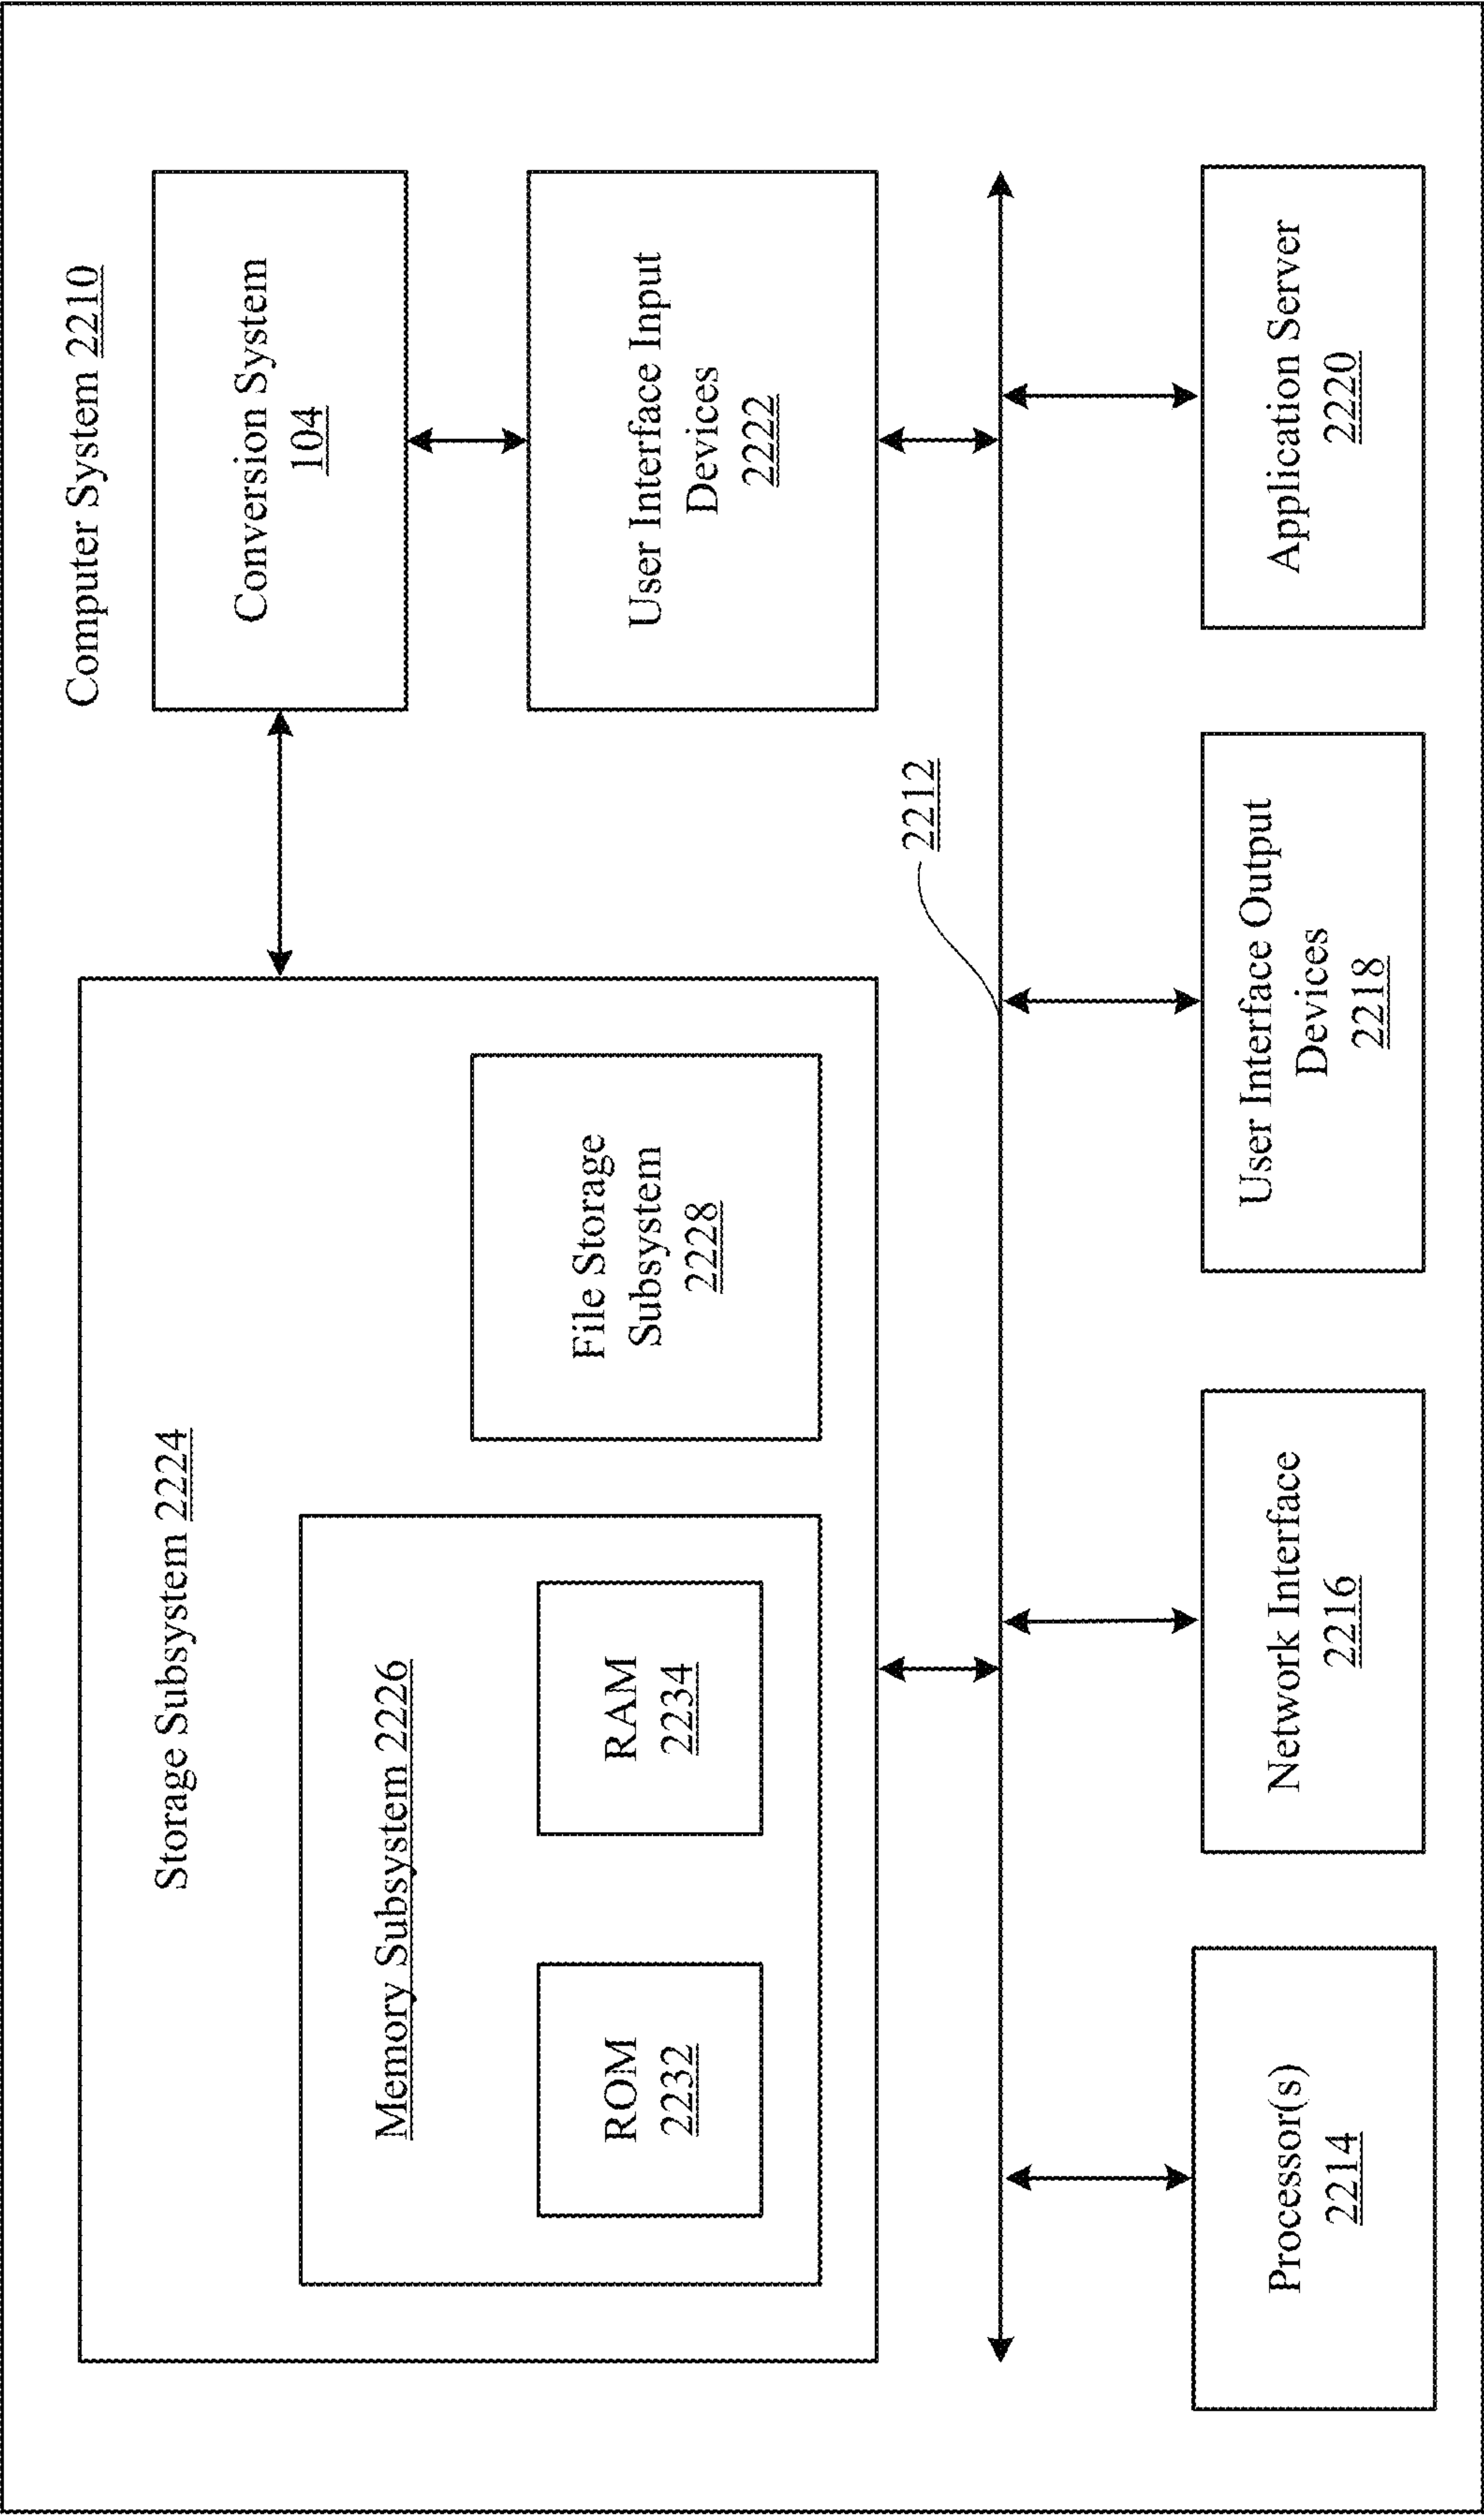 Computer System 2210
Storage Subsystem 2224
Conversion System
104
Memory Subsystem 2226
ROM
2232
RAM
2234
File Storage
Subsystem
2228
User Interface Input
Devices
2222
2212
Processor(s)
2214
Network Interface
2216
User Interface Output
Devices
2218
Application Server
2220